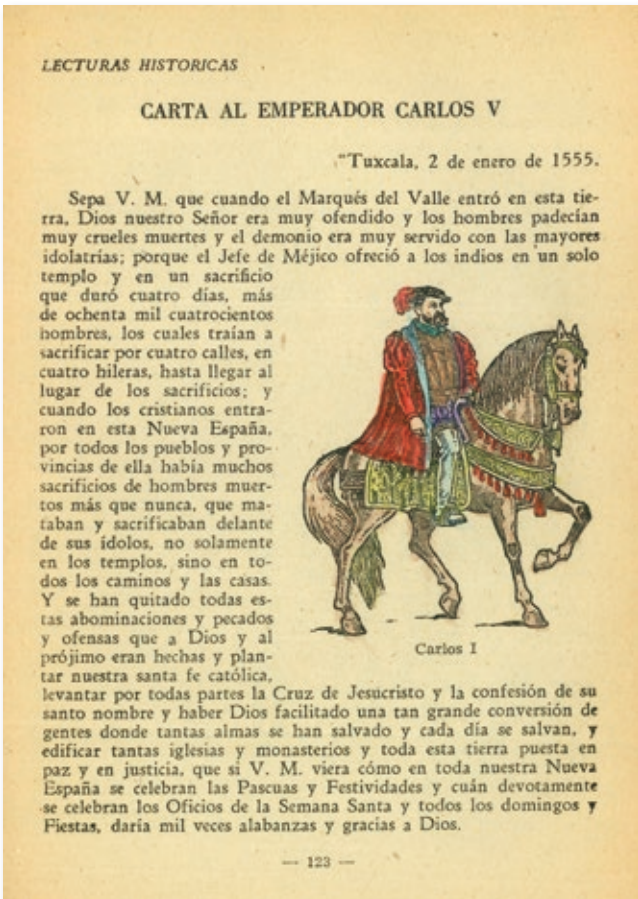 LECTURAS HISTORICAS
CARTA AL EMPERADOR CARLOS V
"Tuxcala, 2 de enero de 1555.
Sepa V. M. que cuando el Marqués del Valle entró en esta tie-
rra, Dios nuestro Señor era muy ofendido y los hombres padecían
muy crueles muertes y el demonio era muy servido con las mayores
idolatrías; porque el Jefe de Méjico ofreció a los indios en un solo
templo y en un sacrificio
que duró cuatro días, más
de ochenta mil cuatrocientos
hombres, los cuales traían a
sacrificar por cuatro calles, en
cuatro hileras, hasta llegar al
lugar de los sacrificios; y
cuando los cristianos entra-
ron en esta Nueva España,
por todos los pueblos y pro-
vincias de ella había muchos
sacrificios de hombres muer-
tos más que nunca, que ma-
taban y sacrificaban delante
de sus ídolos, no solamente
en los templos, sino en to-
dos los caminos y las casas.
Y se han quitado todas es-
tas abominaciones y pecados
y ofensas que a Dios y al
prójimo eran hechas y plan-
tar nuestra santa fe católica,
levantar por todas partes la Cruz de Jesucristo y la confesión de su
santo nombre y haber Dios facilitado una tan grande conversión de
gentes donde tantas almas se han salvado y cada día se salvan, y
edificar tantas iglesias y monasterios y toda esta tierra puesta en
paz y en justicia, que si V. M. viera cómo en toda nuestra Nueva
España se celebran las Pascuas y Festividades y cuán devotamente
se celebran los Oficios de la Semana Santa y todos los domingos y
Fiestas, daría mil veces alabanzas y gracias a Dios.
Carlos I
— 123 —